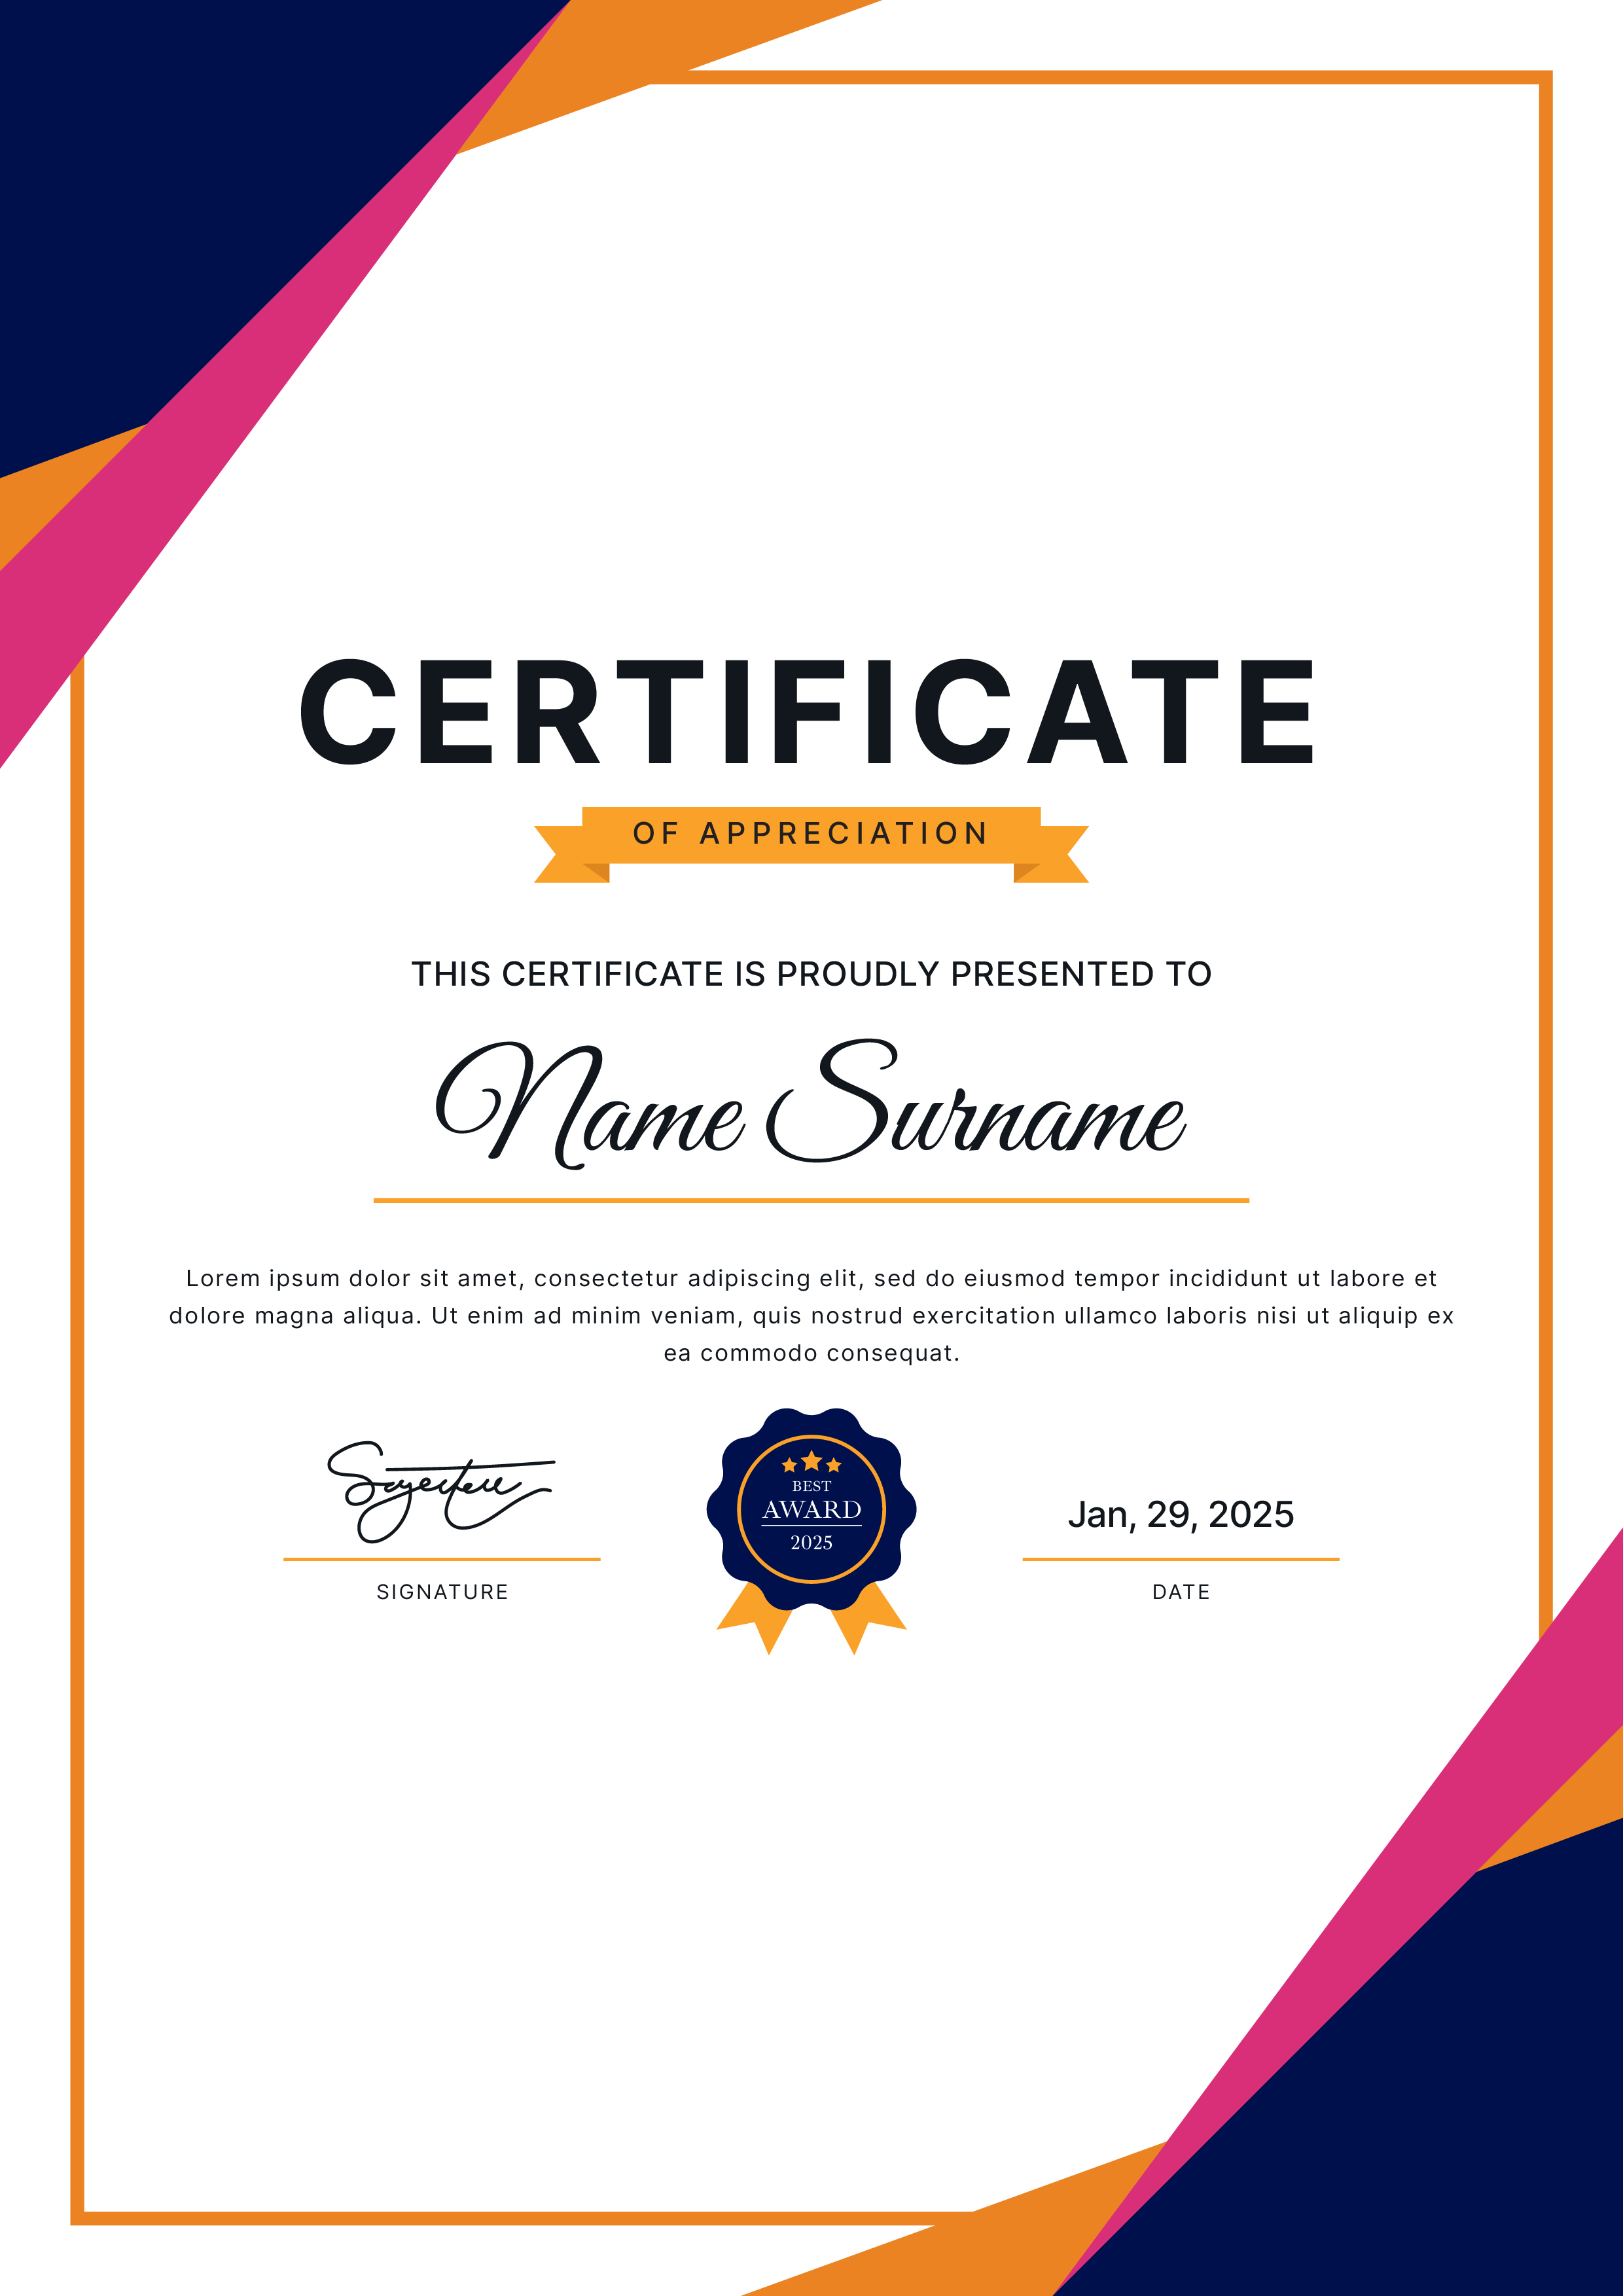 CERTIFICATE
OF APPRECIATION
THIS CERTIFICATE IS PROUDLY PRESENTED TO
Name Surname
Lorem ipsum dolor sit amet, consectetur adipiscing elit, sed do eiusmod tempor incididunt ut labore et
dolore magna aliqua. Ut enim ad minim veniam, quis nostrud exercitation ullamco laboris nisi ut aliquip ex
ea commodo consequat.
BEST
AWARD
2025
Jan, 29, 2025
SIGNATURE
DATE